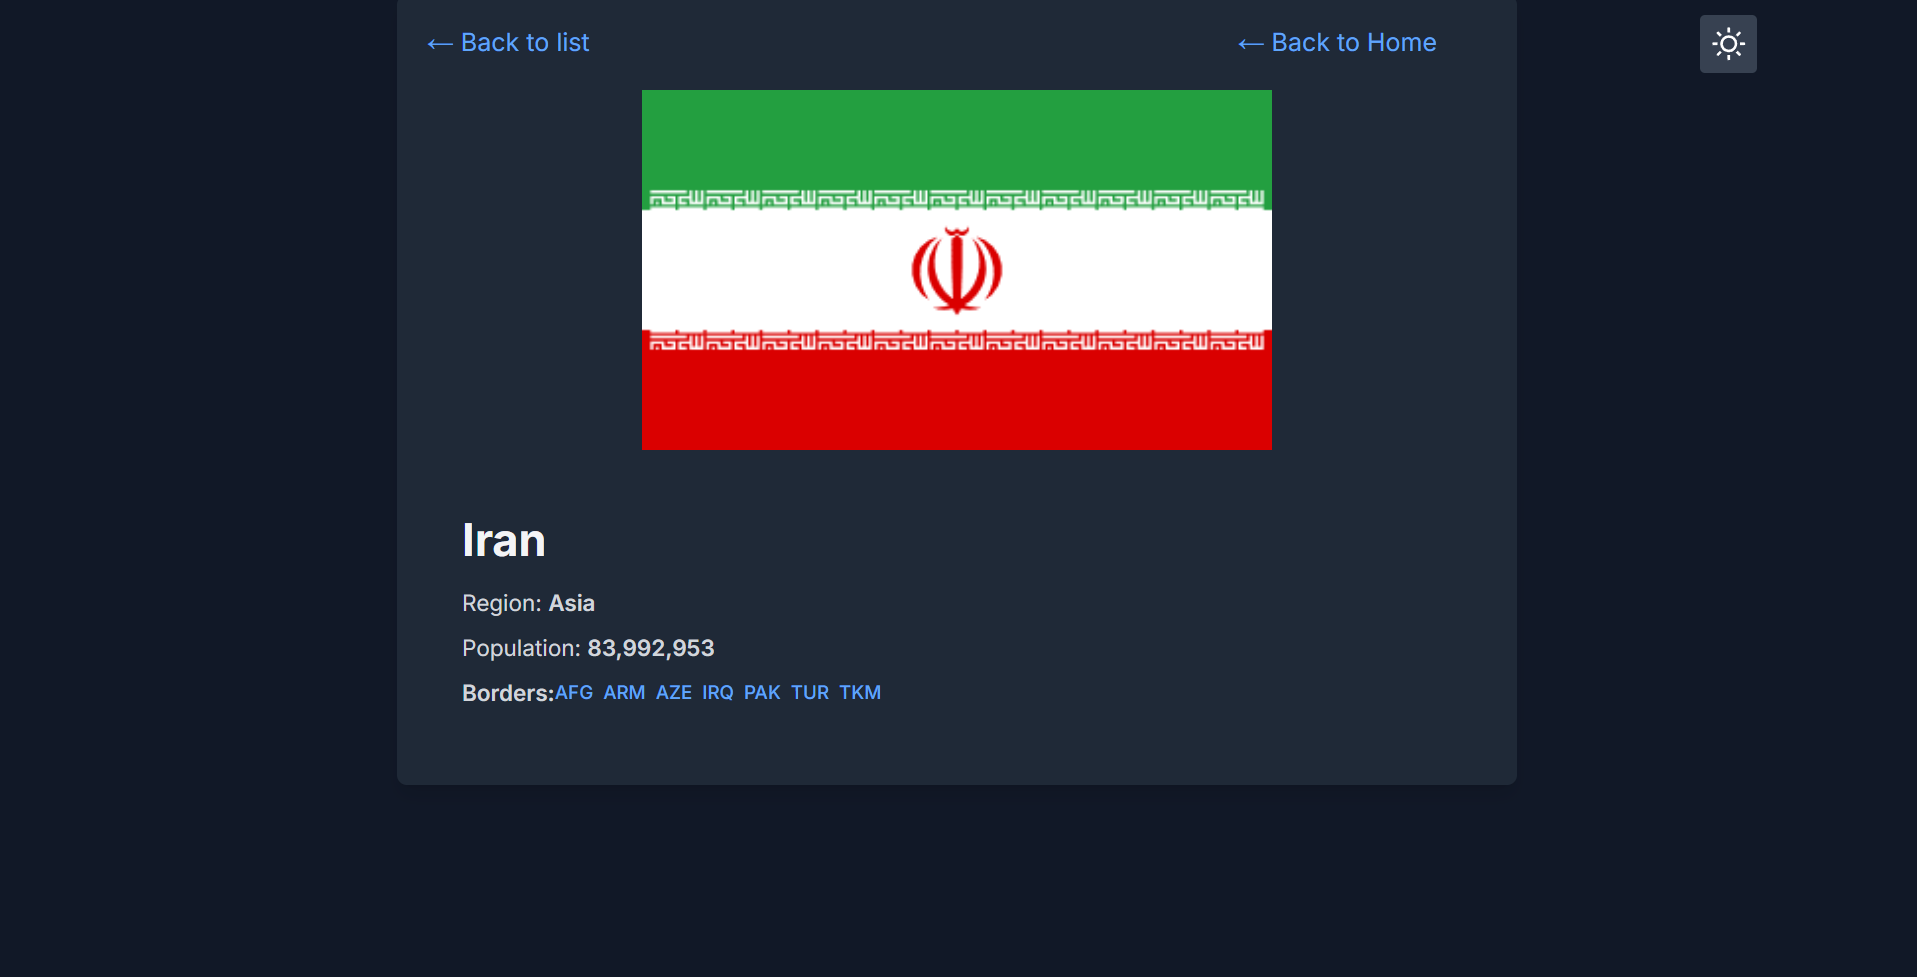 ← Back to list
← Back to Home
Iran
Region: Asia
Population: 83,992,953
Borders:AFG ARM AZE IRQ PAK TUR TKM